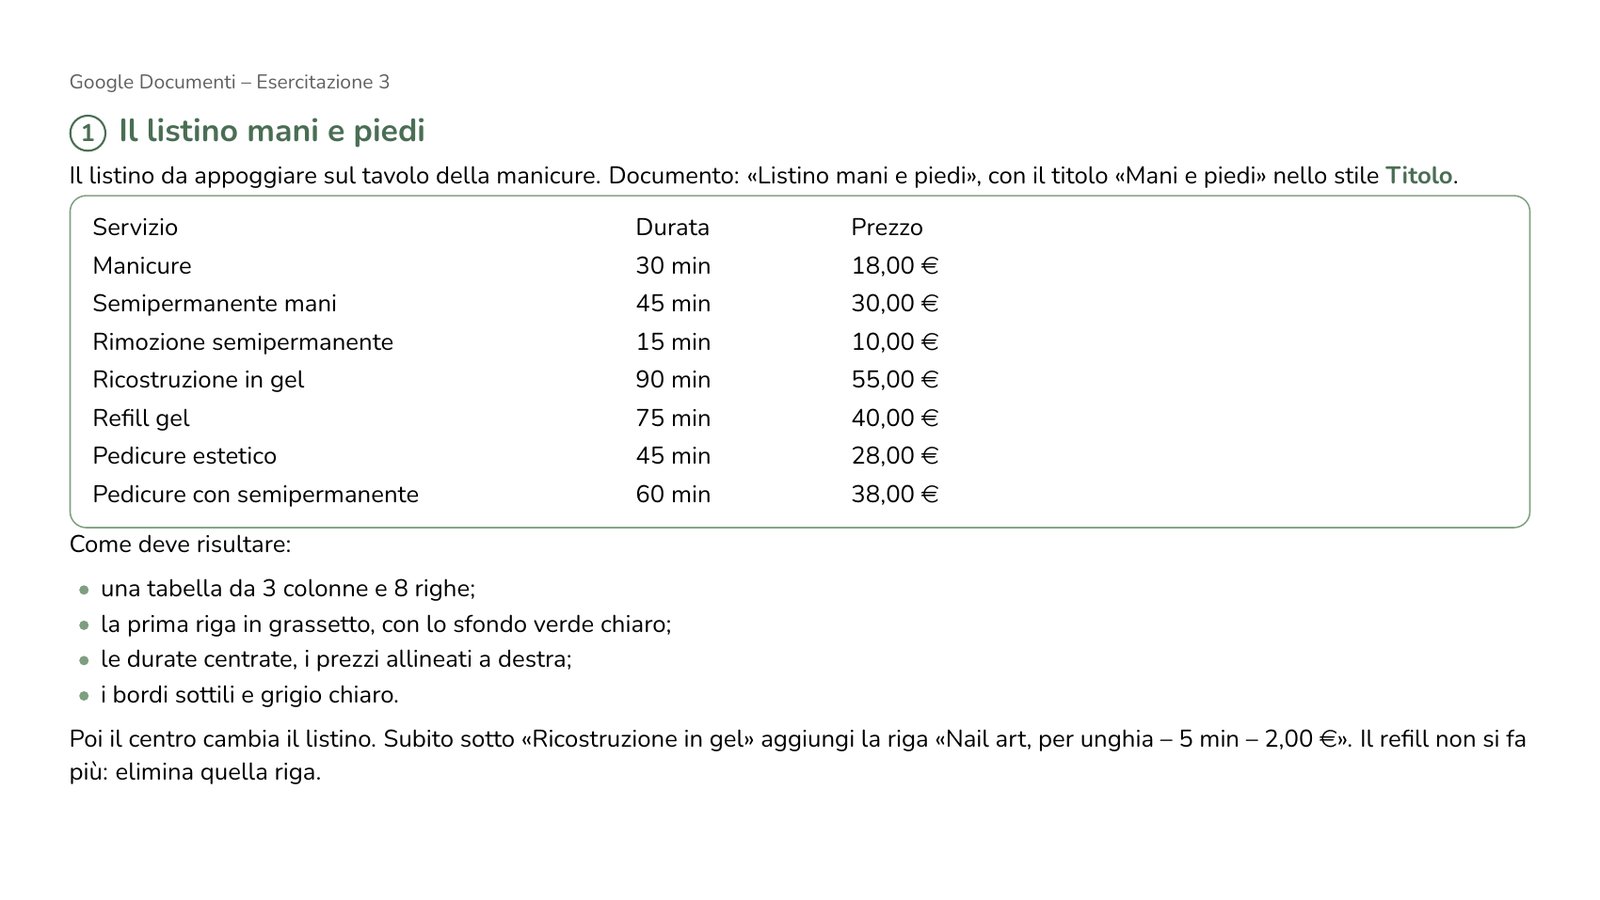 Google Documenti – Esercitazione 3
1 Il listino mani e piedi
Il listino da appoggiare sul tavolo della manicure. Documento: «Listino mani e piedi», con il titolo «Mani e piedi» nello stile Titolo.
Servizio Durata Prezzo
Manicure 30 min 18,00 €
Semipermanente mani 45 min 30,00 €
Rimozione semipermanente 15 min 10,00 €
Ricostruzione in gel 90 min 55,00 €
Refill gel 75 min 40,00 €
Pedicure estetico 45 min 28,00 €
Pedicure con semipermanente 60 min 38,00 €
Come deve risultare:
• una tabella da 3 colonne e 8 righe;
• la prima riga in grassetto, con lo sfondo verde chiaro;
• le durate centrate, i prezzi allineati a destra;
• i bordi sottili e grigio chiaro.
Poi il centro cambia il listino. Subito sotto «Ricostruzione in gel» aggiungi la riga «Nail art, per unghia – 5 min – 2,00 €». Il refill non si fa
più: elimina quella riga.